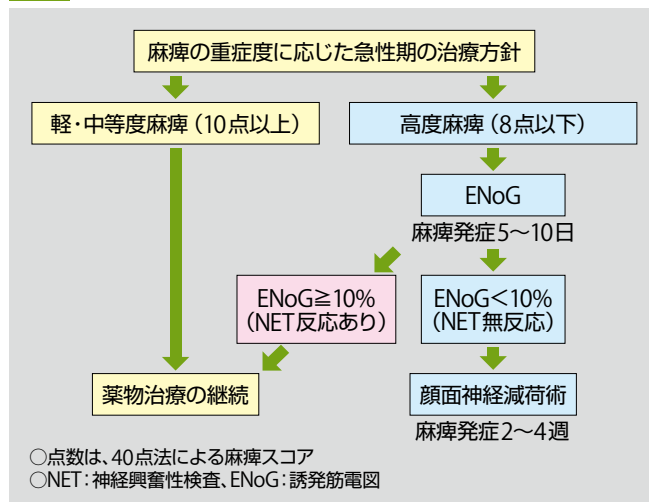 麻痺の重症度に応じた急性期の治療方針
軽・中等度麻痺（10点以上）
高度麻痺（8点以下）
ENoG
麻痺発症5〜10日
ENoG≧10%
（NET反応あり）
ENoG<10%
（NET無反応）
薬物治療の継続
顔面神経減荷術
麻痺発症2〜4週
○点数は、40点法による麻痺スコア
○NET：神経興奮性検査、ENoG：誘発筋電図